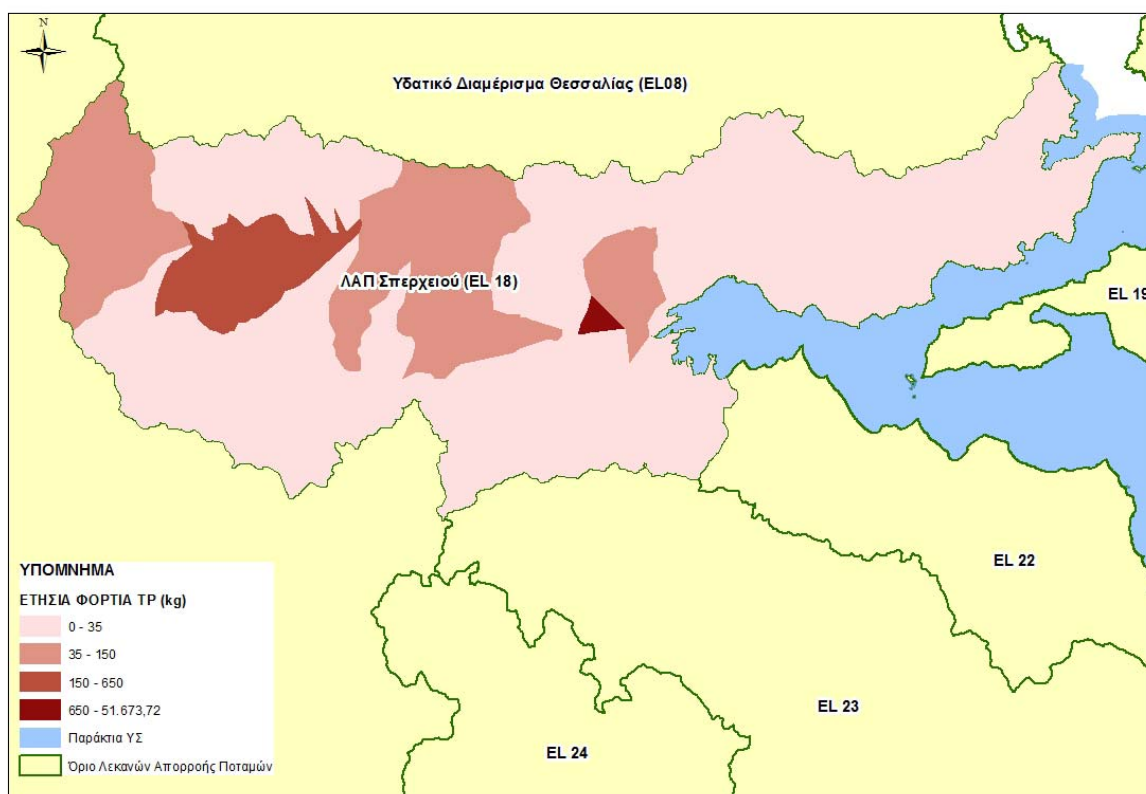 N
Υδατικό Διαμέρισμα Θεσσαλίας (EL08)
ΛΑΠ Σπερχειού (EL 18)
EL 19
EL 22
EL 23
EL 24
ΥΠΟΜΝΗΜΑ
ΕΤΗΣΙΑ ΦΟΡΤΙΑ TP (kg)
0 - 35
35 - 150
150 - 650
650 - 51.673,72
Παράκτια ΥΣ
Όριο Λεκανών Απορροής Ποταμών